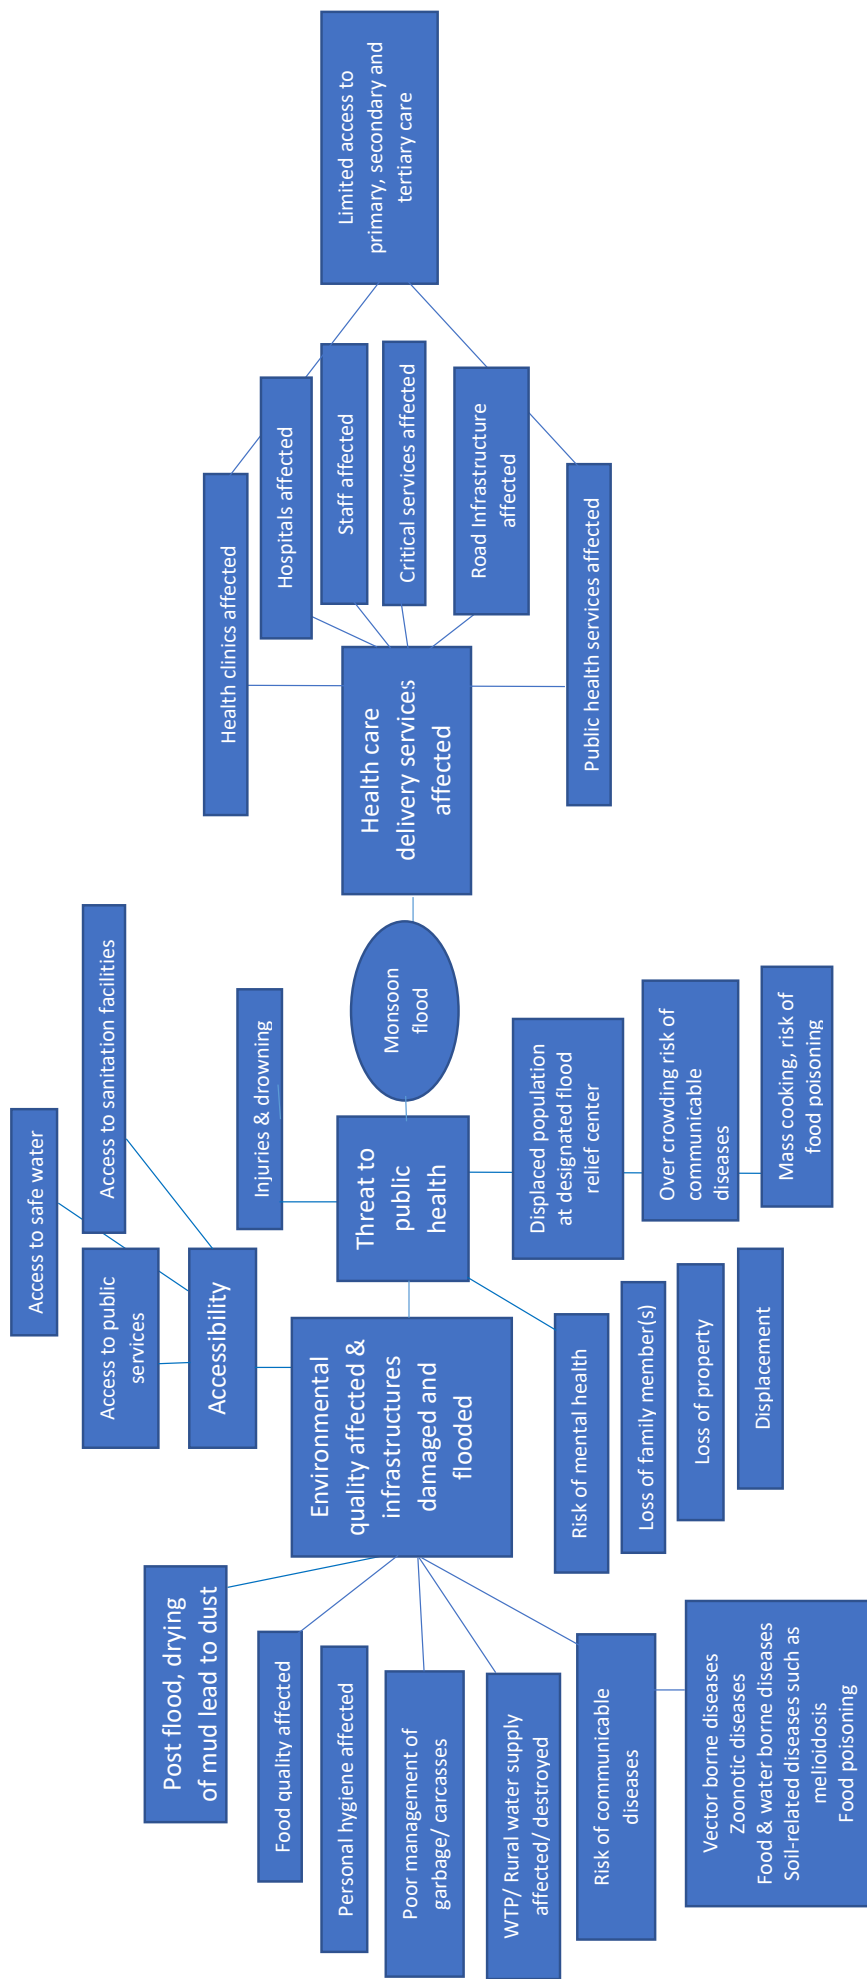 Post flood, drying
of mud lead to dust
Food quality affected
Personal hygiene affected
Poor management of
garbage/ carcasses
WTP/ Rural water supply
affected/ destroyed
Risk of communicable
diseases
Vector borne diseases
Zoonotic diseases
Food & water borne diseases
Soil-related diseases such as
melioidosis
Food poisoning
Access to safe water
Access to public
services
Access to sanitation facilities
Accessibility
Environmental
quality affected &
infrastructures
damaged and
flooded
Risk of mental health
Loss of family member(s)
Loss of property
Displacement
Injuries & drowning
Threat to
public
health
Displaced population
at designated flood
relief center
Over crowding risk of
communicable
diseases
Mass cooking, risk of
food poisoning
Monsoon
flood
Health care
delivery services
affected
Health clinics affected
Hospitals affected
Staff affected
Critical services affected
Road Infrastructure
affected
Public health services affected
Limited access to
primary, secondary and
tertiary care